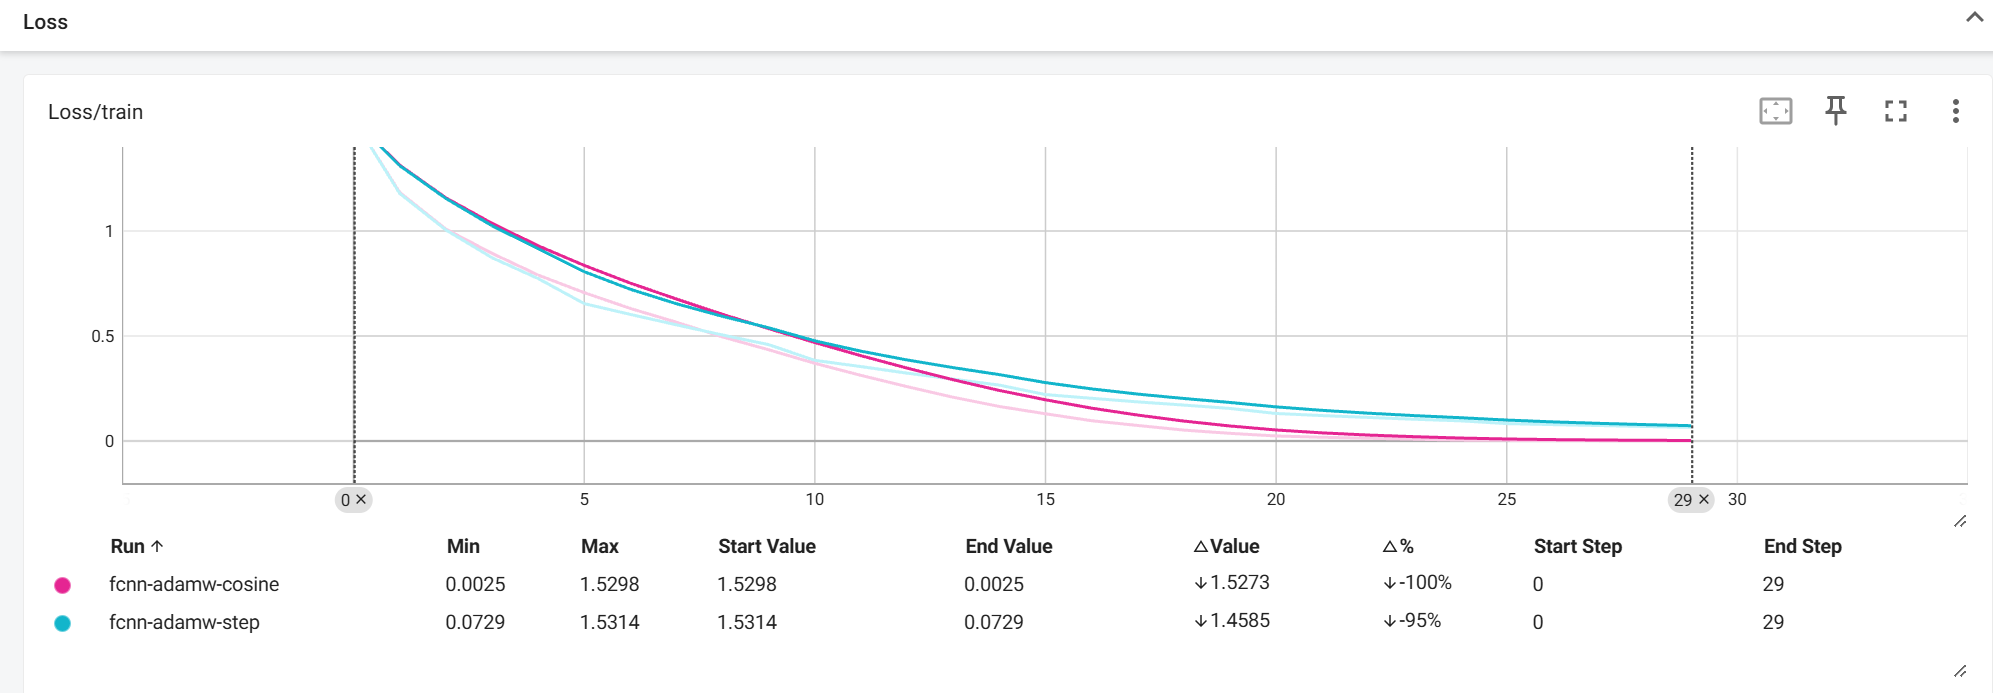 Loss
Loss/train
1
0.5
0
0 × 5 10 15 20 25 29 × 30
Run ↑ Min Max Start Value End Value △Value △% Start Step End Step
fcnn-adamw-cosine 0.0025 1.5298 1.5298 0.0025 ↓1.5273 ↓-100% 0 29
fcnn-adamw-step 0.0729 1.5314 1.5314 0.0729 ↓1.4585 ↓-95% 0 29